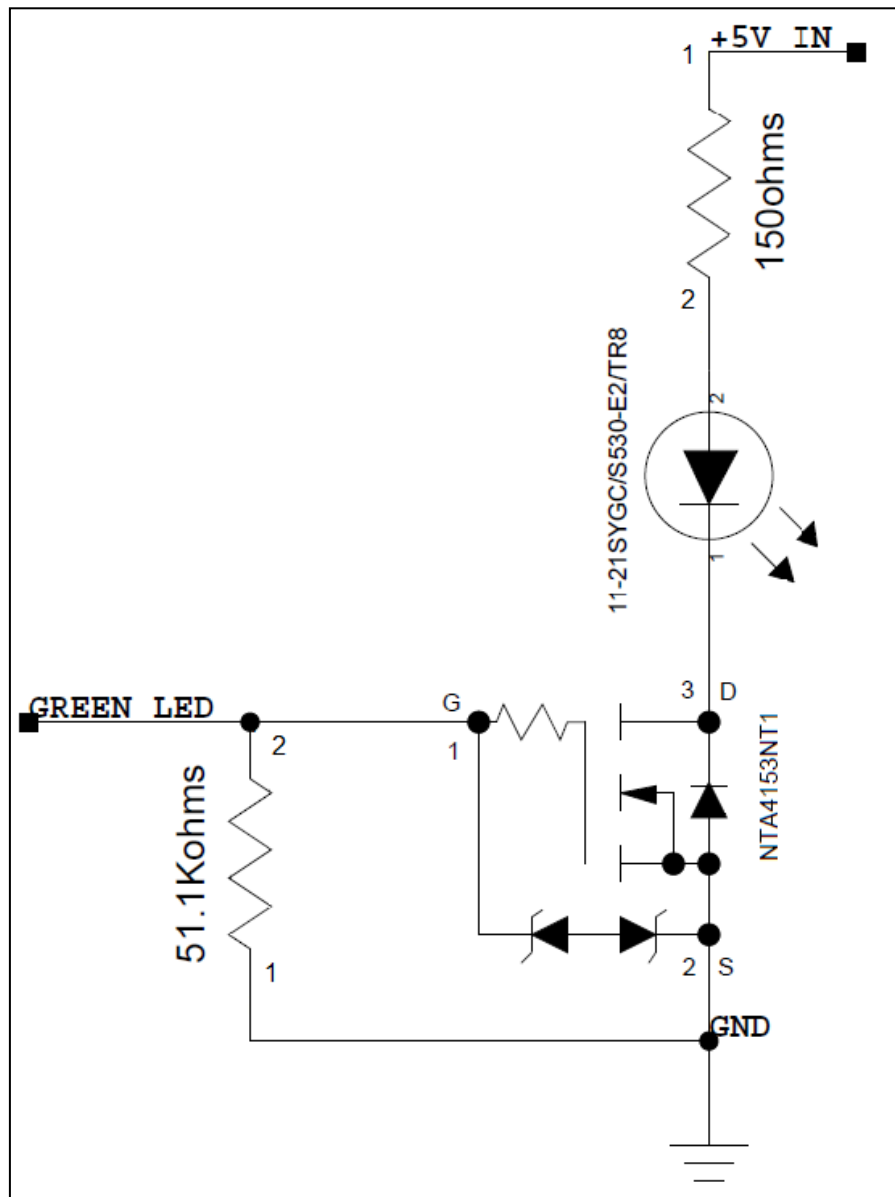 +5V IN
1
150ohms
2
2
11-21SYGC/S530-E2/TR8
1
GREEN LED
G
3
D
2
1
NTA4153NT1
51.1Kohms
1
2
S
GND